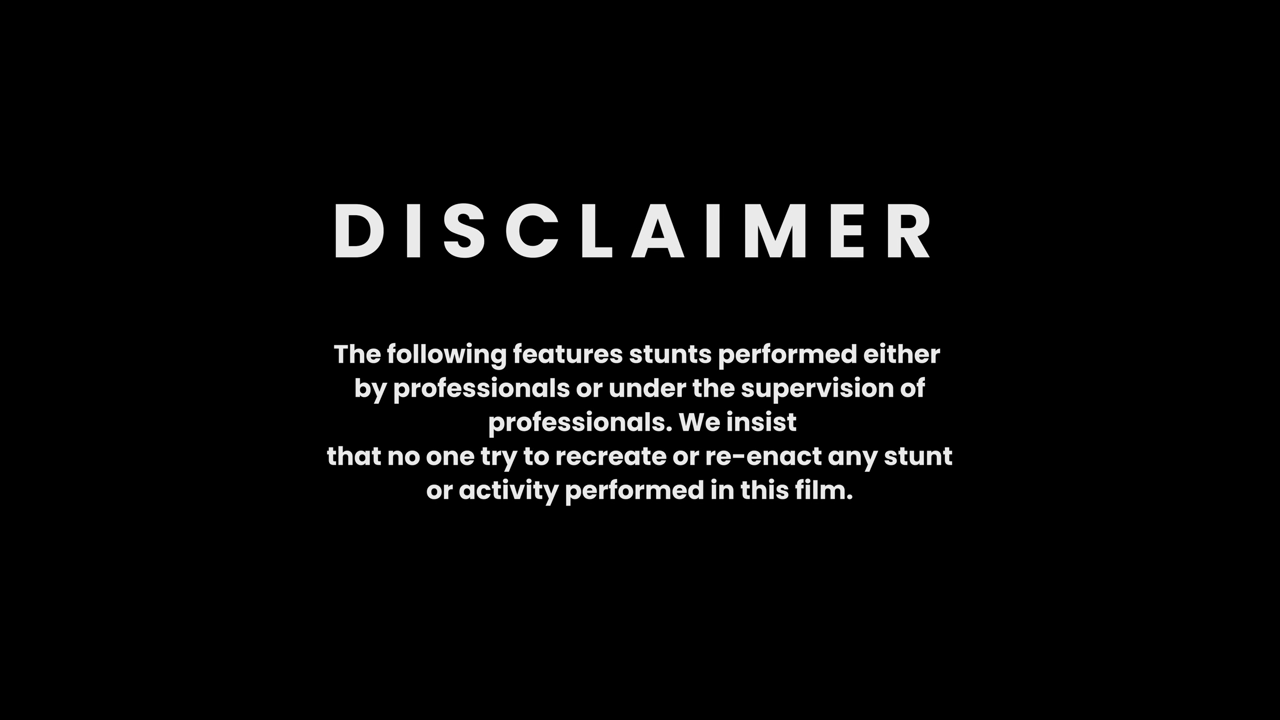 DISCLAIMER
The following features stunts performed either
by professionals or under the supervision of
professionals. We insist
that no one try to recreate or re-enact any stunt
or activity performed in this film.